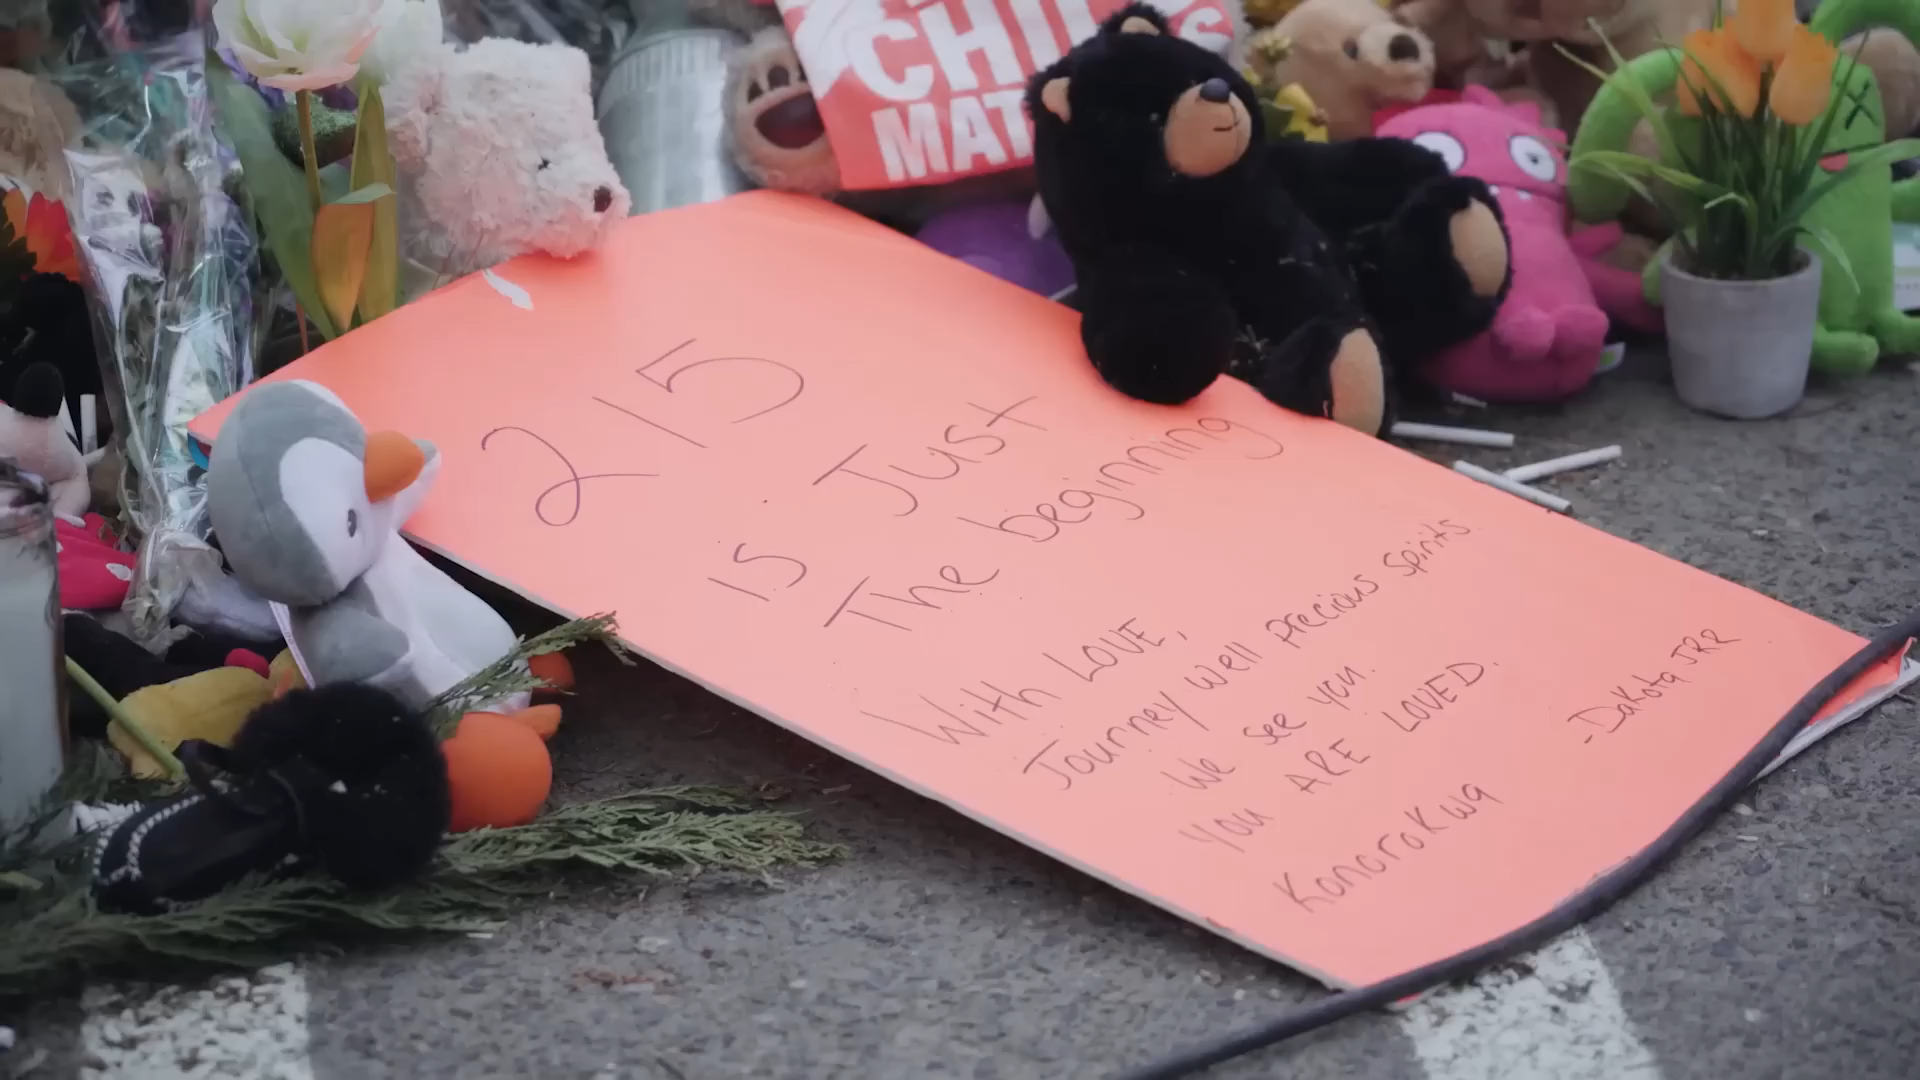 CHIL
MAT
215
is Just
The beginning
With LOVE,
Journey well precious spirits
We see you.
You ARE LOVED.
-Dakota JRR
Konorokwa